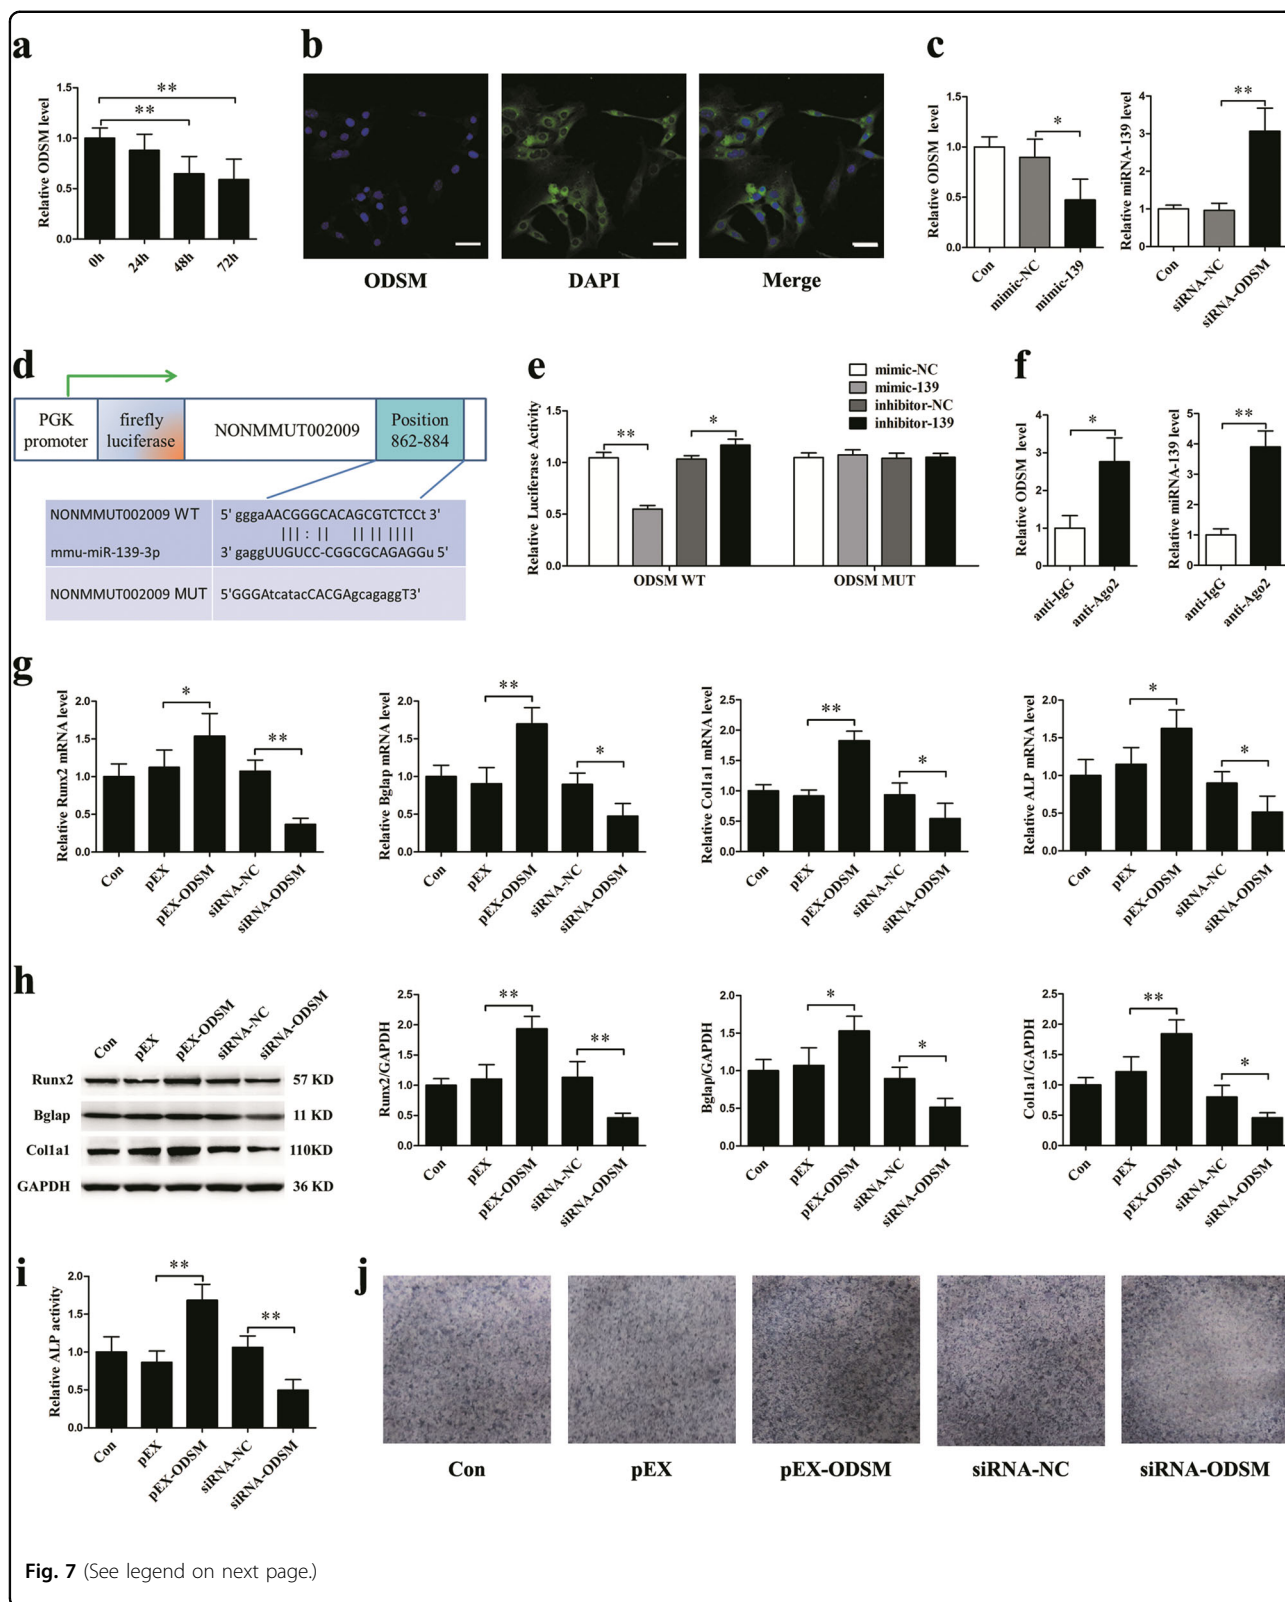 a
Relative ODSM level
1.5
1.0
0.5
0.0
**
**
0h
24h
48h
72h
b
ODSM
DAPI
Merge
c
Relative ODSM level
1.5
1.0
0.5
0.0
*
Con
mimic-NC
mimic-139
Relative miRNA-139 level
4
3
2
1
0
**
Con
siRNA-NC
siRNA-ODSM
d
PGK promoter
firefly luciferase
NONMMUT002009
Position 862-884
NONMMUT002009 WT
5' gggaAACGGGCACAGCGTCTCCt 3'
||| : || || || ||||
mmu-miR-139-3p
3' gaggUUGUCC-CGGCGCAGAGGu 5'
NONMMUT002009 MUT
5'GGGAtcatacCACGAgcagaggT3'
e
mimic-NC
mimic-139
inhibitor-NC
inhibitor-139
Relative Luciferase Activity
1.5
1.0
0.5
0.0
**
*
ODSM WT
ODSM MUT
f
Relative ODSM level
4
3
2
1
0
*
anti-IgG
anti-Ago2
Relative miRNA-139 level
5
4
3
2
1
0
**
anti-IgG
anti-Ago2
g
Relative Runx2 mRNA level
2.0
1.5
1.0
0.5
0.0
*
**
Con
pEX
pEX-ODSM
siRNA-NC
siRNA-ODSM
Relative Bglap mRNA level
2.0
1.5
1.0
0.5
0.0
**
*
Con
pEX
pEX-ODSM
siRNA-NC
siRNA-ODSM
Relative Col1a1 mRNA level
2.5
2.0
1.5
1.0
0.5
0.0
**
*
Con
pEX
pEX-ODSM
siRNA-NC
siRNA-ODSM
Relative ALP mRNA level
2.0
1.5
1.0
0.5
0.0
*
*
Con
pEX
pEX-ODSM
siRNA-NC
siRNA-ODSM
h
Con
pEX
pEX-ODSM
siRNA-NC
siRNA-ODSM
Runx2 57 KD
Bglap 11 KD
Col1a1 110KD
GAPDH 36 KD
Runx2/GAPDH
2.5
2.0
1.5
1.0
0.5
0.0
**
**
Con
pEX
pEX-ODSM
siRNA-NC
siRNA-ODSM
Bglap/GAPDH
2.0
1.5
1.0
0.5
0.0
*
*
Con
pEX
pEX-ODSM
siRNA-NC
siRNA-ODSM
Col1a1/GAPDH
2.5
2.0
1.5
1.0
0.5
0.0
**
*
Con
pEX
pEX-ODSM
siRNA-NC
siRNA-ODSM
i
Relative ALP activity
2.0
1.5
1.0
0.5
0.0
**
**
Con
pEX
pEX-ODSM
siRNA-NC
siRNA-ODSM
j
Con
pEX
pEX-ODSM
siRNA-NC
siRNA-ODSM
Fig. 7 (See legend on next page.)